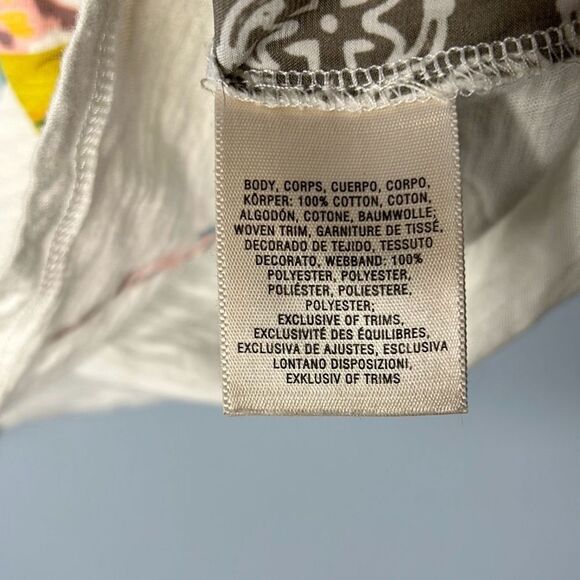 BODY, CORPS, CUERPO, CORPO,
KÖRPER: 100% COTTON, COTON,
ALGODÓN, COTONE, BAUMWOLLE;
WOVEN TRIM, GARNITURE DE TISSÉ,
DECORADO DE TEJIDO, TESSUTO
DECORATO, WEBBAND: 100%
POLYESTER, POLYESTER,
POLIÉSTER, POLIESTERE,
POLYESTER;
EXCLUSIVE OF TRIMS,
EXCLUSIVITÉ DES ÉQUILIBRES,
EXCLUSIVA DE AJUSTES, ESCLUSIVA
LONTANO DISPOSIZIONI,
EXKLUSIV OF TRIMS